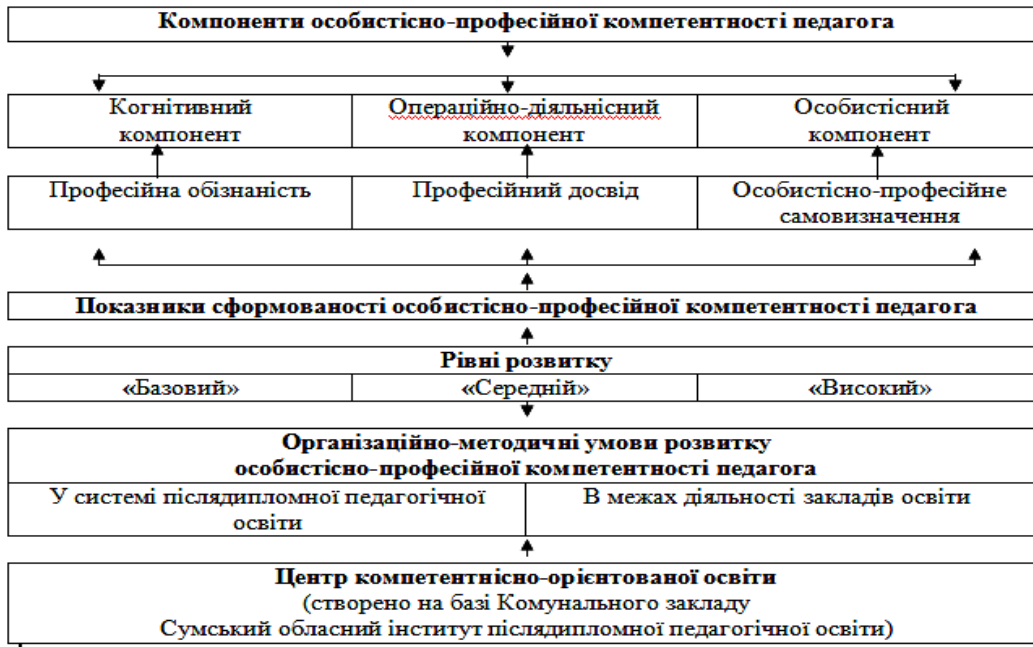 Компоненти особистісно-професійної компетентності педагога
Когнитивний
компонент
Операційно-діяльнісний
компонент
Особистісний
компонент
Професійна обізнаність
Професійний досвід
Особистісно-професійне
самовизначення
Показники сформованості особистісно-професійної компетентності педагога
Рівні розвитку
«Базовий»
«Середній»
«Високий»
Організаційно-методичні умови розвитку
особистісно-професійної компетентності педагога
У системі післядипломної педагогічної
освіти
В межах діяльності закладів освіти
Центр компетентнісно-орієнтованої освіти
(створено на базі Комунального закладу
Сумський обласний інститут післядипломної педагогічної освіти)